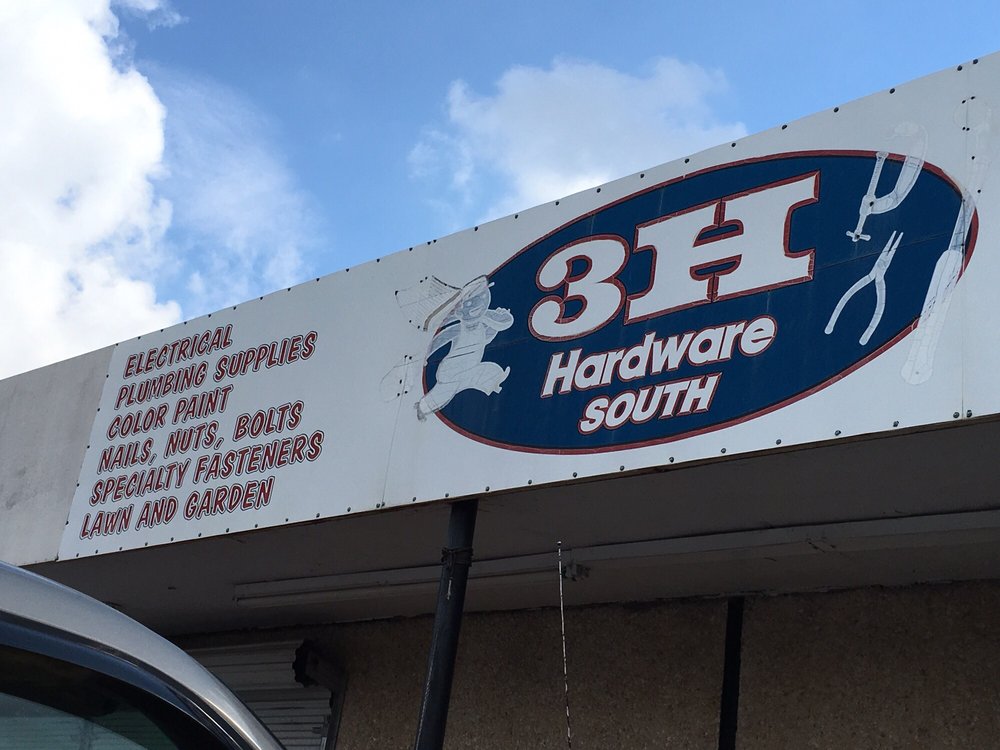 ELECTRICAL
PLUMBING SUPPLIES
COLOR PAINT
NAILS, NUTS, BOLTS
SPECIALTY FASTENERS
LAWN AND GARDEN
3H
Hardware
SOUTH